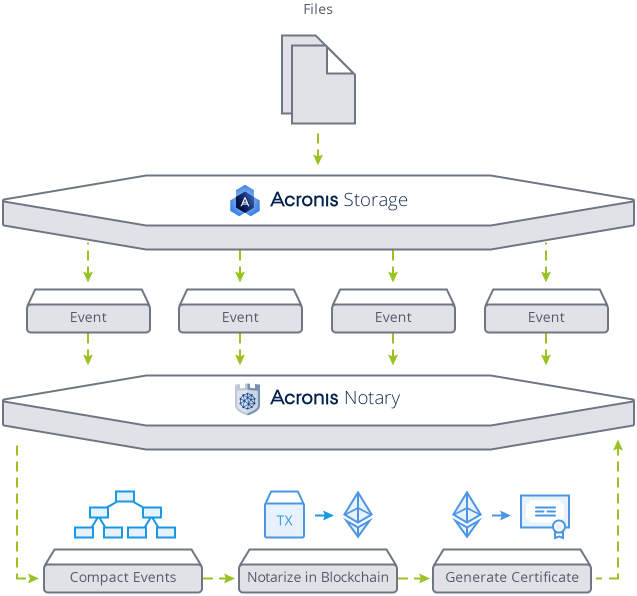 Files
Acronis Storage
Event
Event
Event
Event
Acronis Notary
TX
Compact Events
Notarize in Blockchain
Generate Certificate